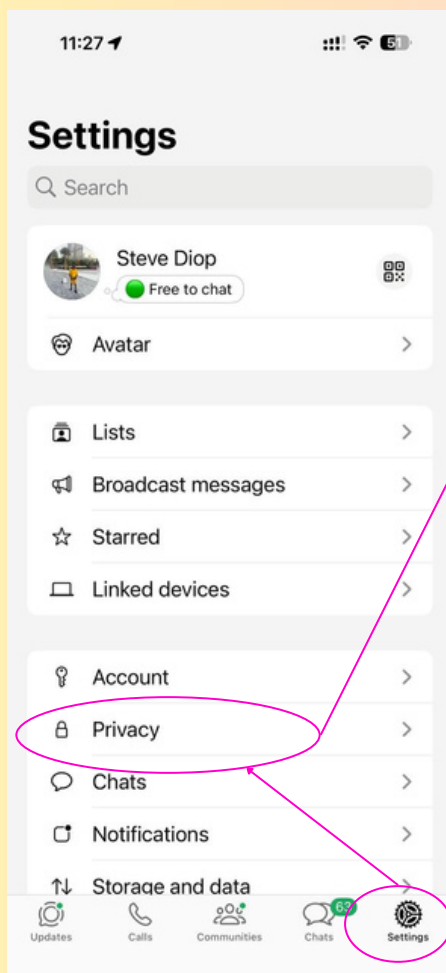 11:27
51
Settings
Search
Steve Diop
Free to chat
Avatar
Lists
Broadcast messages
Starred
Linked devices
Account
Privacy
Chats
Notifications
Storage and data
63
Updates Calls Communities Chats Settings